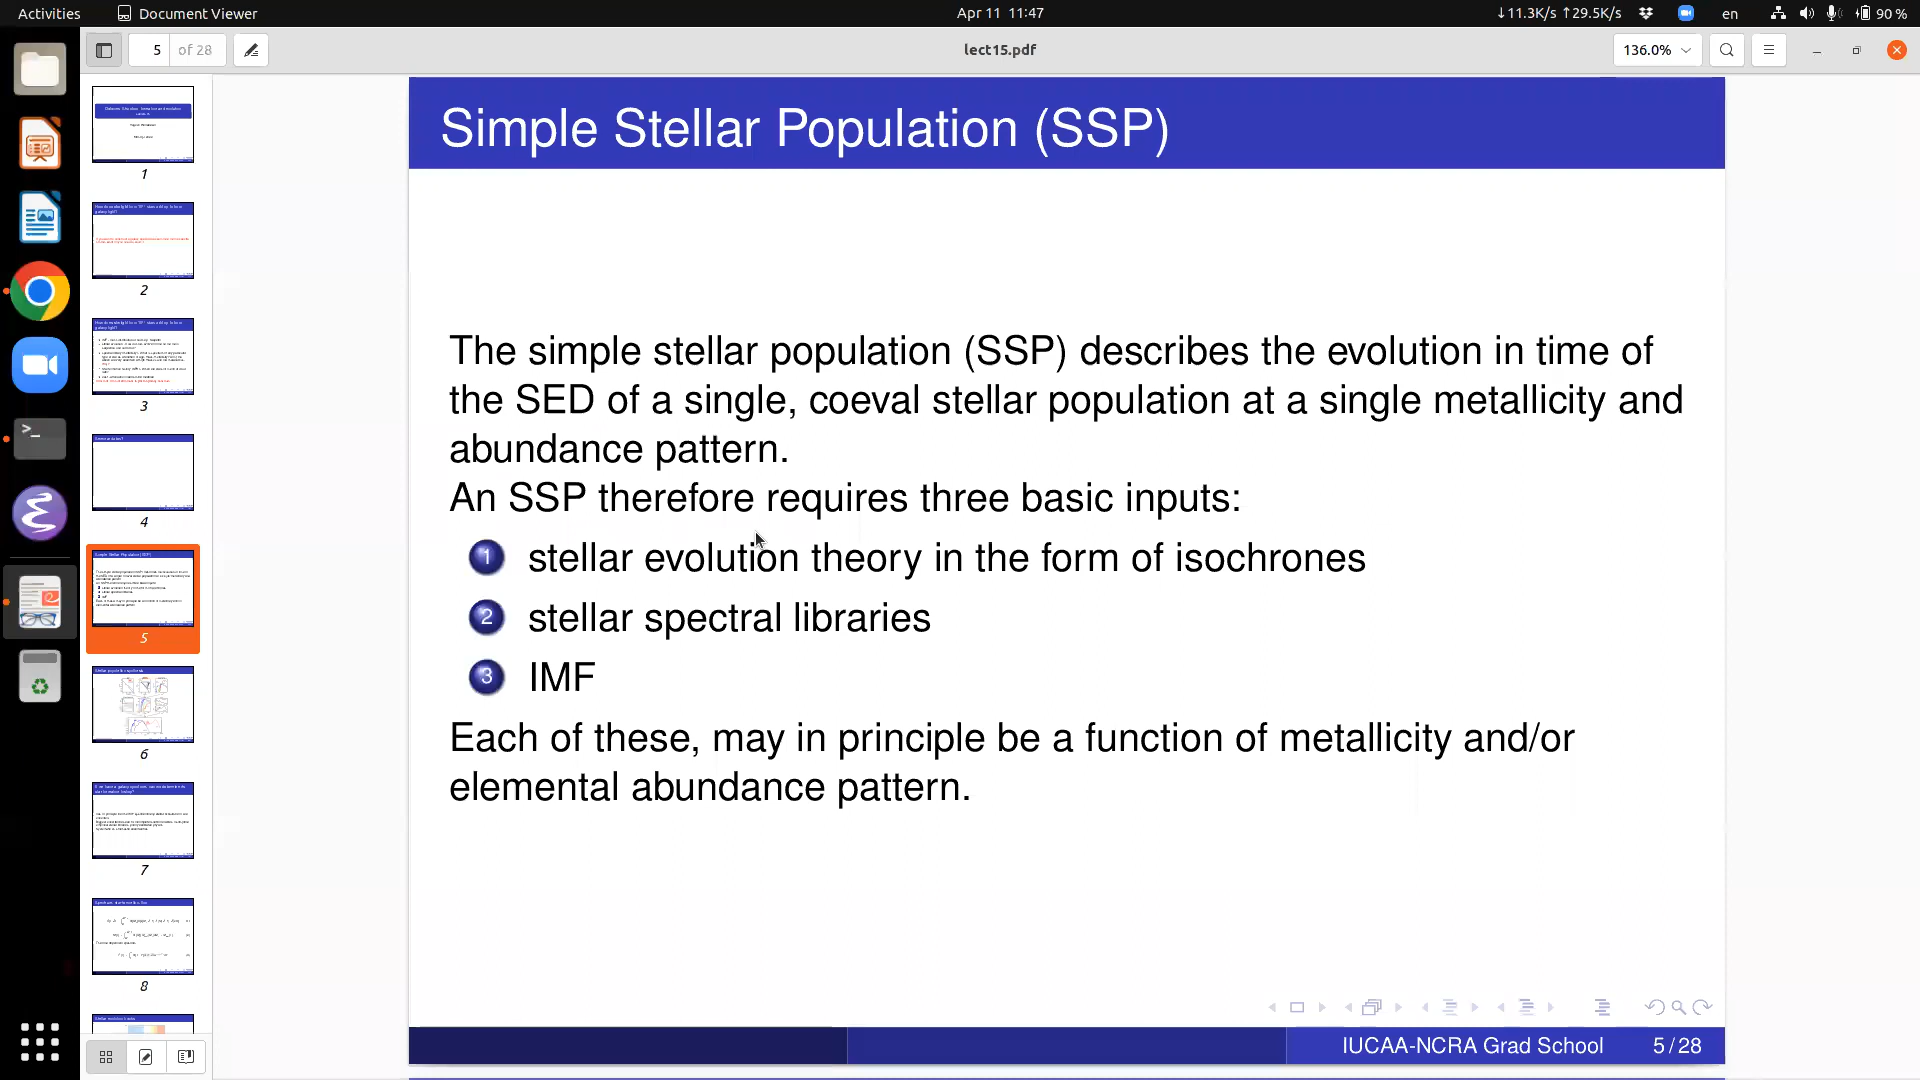 Activities
Document Viewer
Apr 11 11:47
↓11.3K/s ↑29.5K/s
en
90 %
5 of 28
lect15.pdf
136.0%
1
2
3
4
5
6
7
8
Simple Stellar Population (SSP)
The simple stellar population (SSP) describes the evolution in time of
the SED of a single, coeval stellar population at a single metallicity and
abundance pattern.
An SSP therefore requires three basic inputs:
1 stellar evolution theory in the form of isochrones
2 stellar spectral libraries
3 IMF
Each of these, may in principle be a function of metallicity and/or
elemental abundance pattern.
IUCAA-NCRA Grad School 5/28